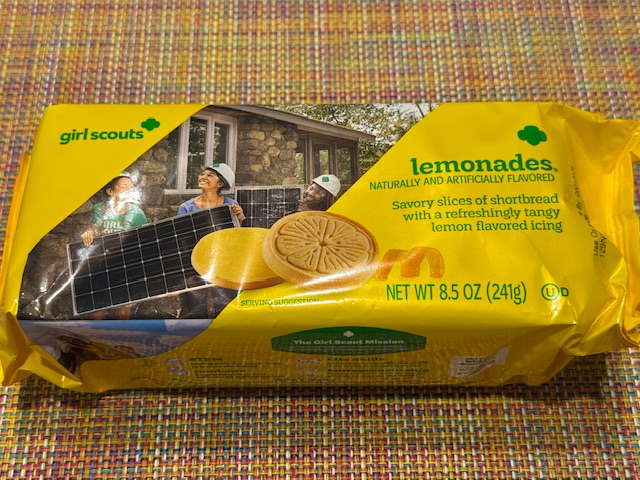 girl scouts
lemonades®
NATURALLY AND ARTIFICIALLY FLAVORED
Savory slices of shortbread
with a refreshingly tangy
lemon flavored icing
NET WT 8.5 OZ (241g) U D
SERVING SUGGESTION
The Girl Scout Mission
GIRL